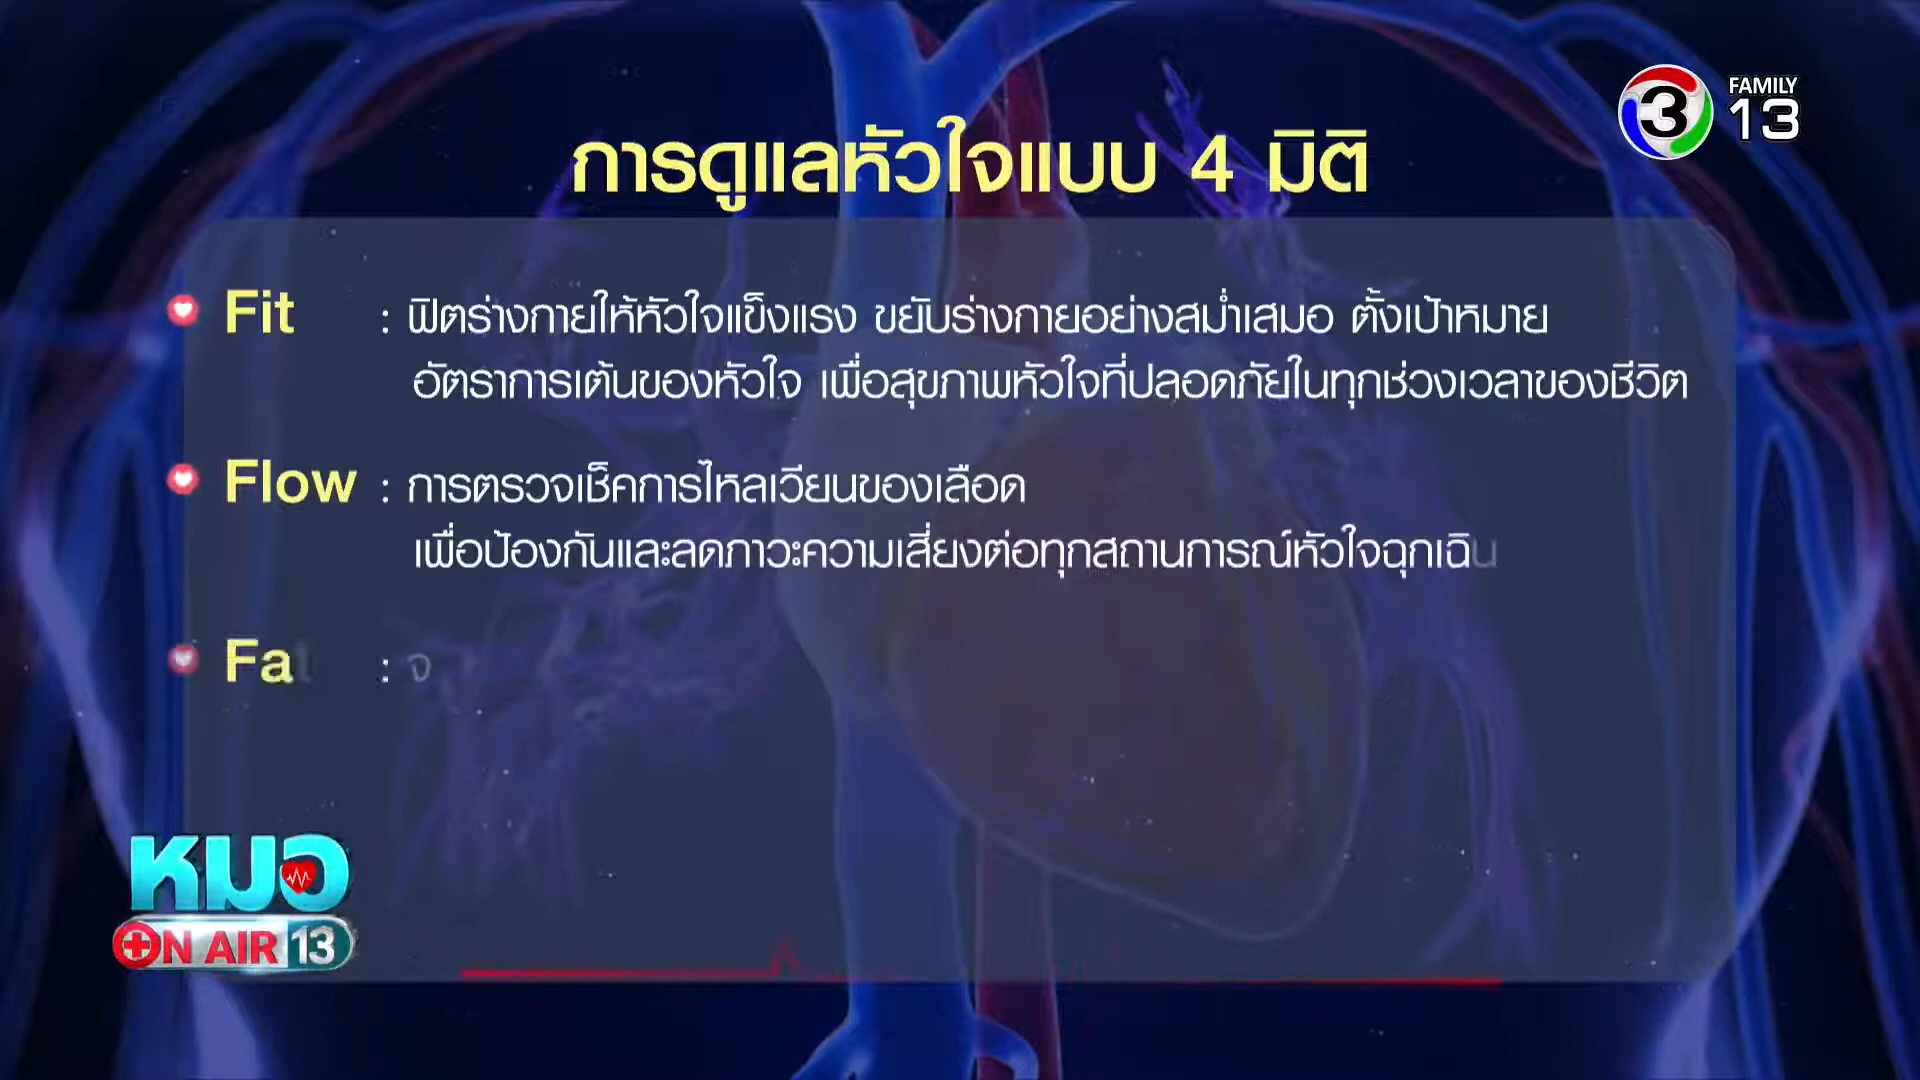 3 FAMILY 13
การดูแลหัวใจแบบ 4 มิติ
Fit : ฟิตร่างกายให้หัวใจแข็งแรง ขยับร่างกายอย่างสม่ำเสมอ ตั้งเป้าหมาย
อัตราการเต้นของหัวใจ เพื่อสุขภาพหัวใจที่ปลอดภัยในทุกช่วงเวลาของชีวิต
Flow : การตรวจเช็คการไหลเวียนของเลือด
เพื่อป้องกันและลดภาวะความเสี่ยงต่อทุกสถานการณ์หัวใจฉุกเฉิน
Fat : จ
หมอ
ON AIR 13